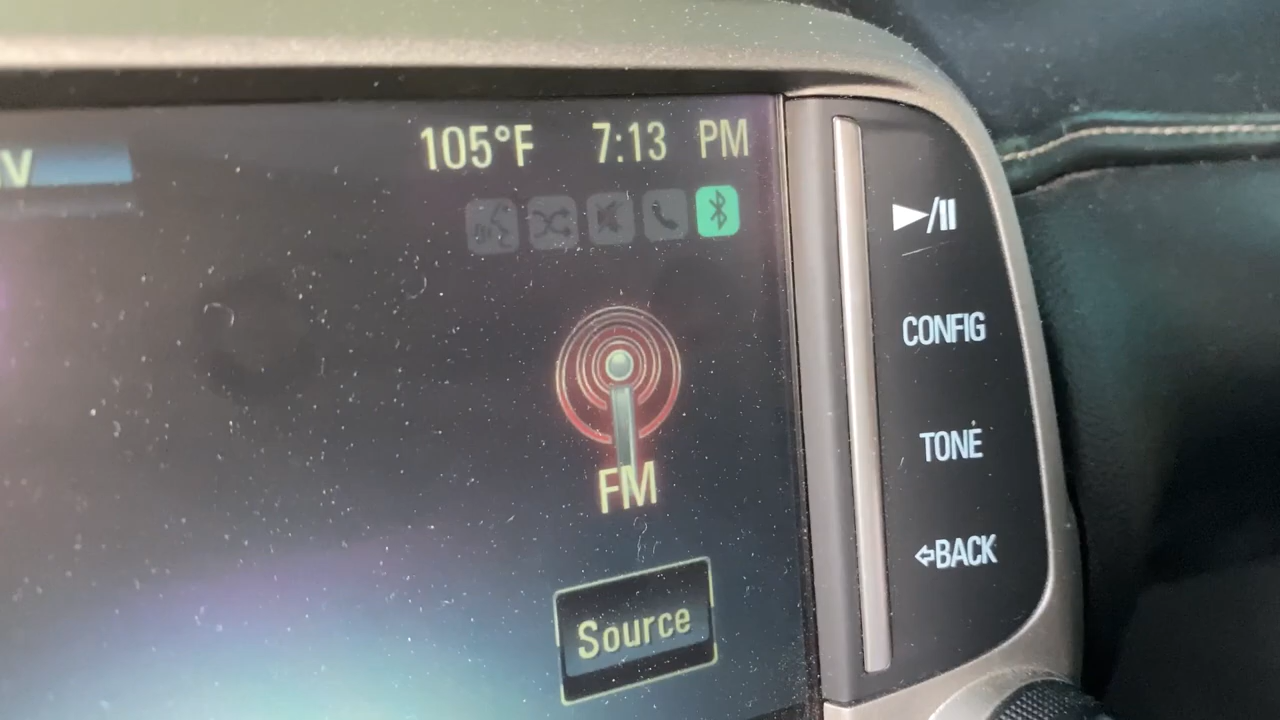 105°F 7:13 PM
FM
Source
▶/II
CONFIG
TONE
⇦BACK